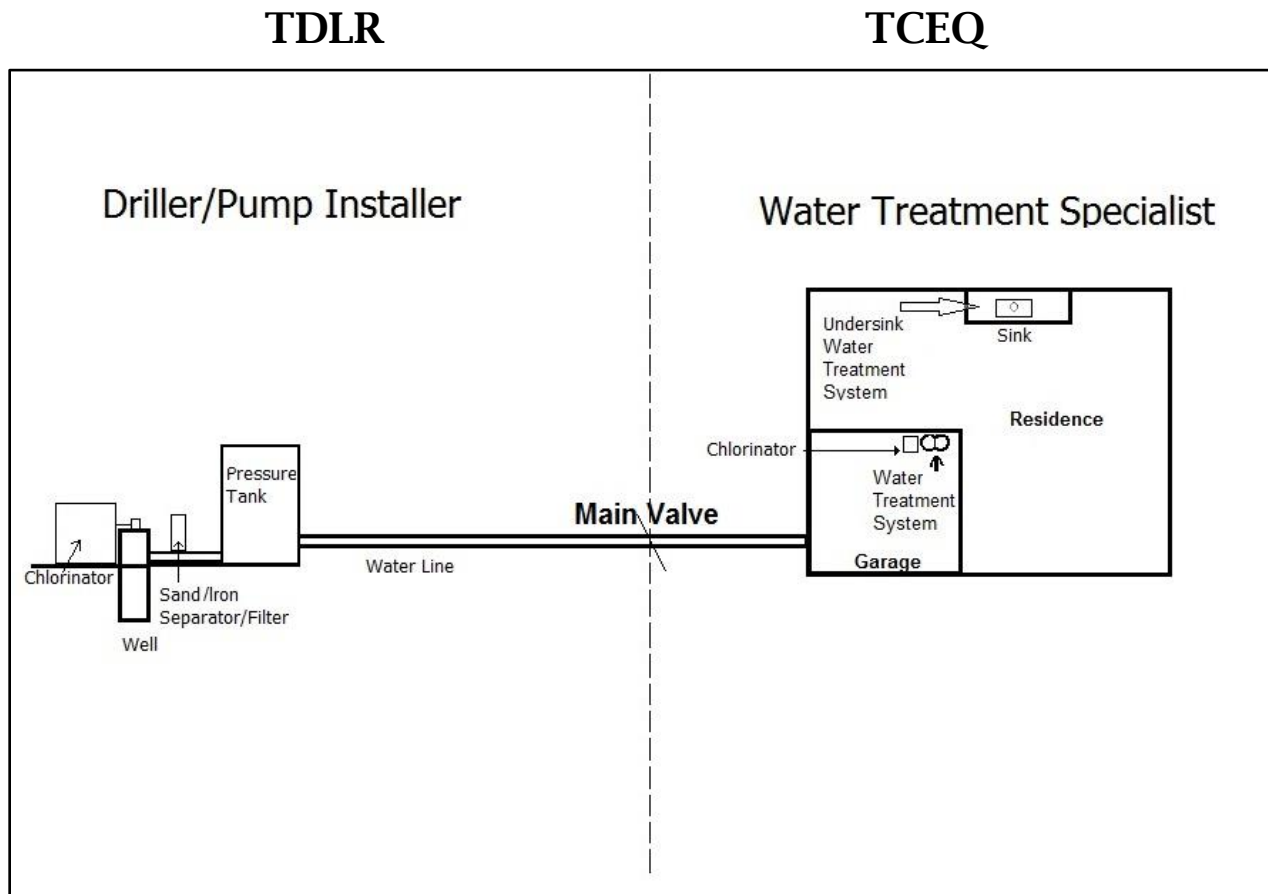 TDLR
TCEQ
Driller/Pump Installer
Water Treatment Specialist
Undersink
Water
Treatment
System
Sink
Residence
Chlorinator
Water
Treatment
System
Garage
Pressure
Tank
Main Valve
Water Line
Chlorinator
Sand/Iron
Separator/Filter
Well